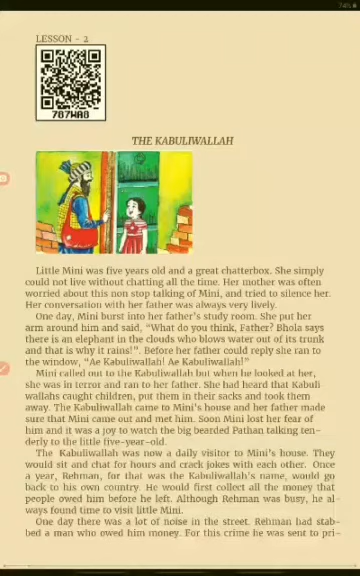 74%
LESSON - 2
787WA8
THE KABULIWALLAH
Little Mini was five years old and a great chatterbox. She simply
could not live without chatting all the time. Her mother was often
worried about this non stop talking of Mini, and tried to silence her.
Her conversation with her father was always very lively.
One day, Mini burst into her father's study room. She put her
arm around him and said, "What do you think, Father? Bhola says
there is an elephant in the clouds who blows water out of its trunk
and that is why it rains!". Before her father could reply she ran to
the window, "Ae Kabuliwallah! Ae Kabuliwallah!"
Mini called out to the Kabuliwallah but when he looked at her,
she was in terror and ran to her father. She had heard that Kabuli
wallahs caught children, put them in their sacks and took them
away. The Kabuliwallah came to Mini's house and her father made
sure that Mini came out and met him. Soon Mini lost her fear of
him and it was a joy to watch the big bearded Pathan talking ten-
derly to the little five-year-old.
The Kabuliwallah was now a daily visitor to Mini's house. They
would sit and chat for hours and crack jokes with each other. Once
a year, Rehman, for that was the Kabuliwallah's name, would go
back to his own country. He would first collect all the money that
people owed him before he left. Although Rehman was busy, he al-
ways found time to visit little Mini.
One day there was a lot of noise in the street. Rehman had stab-
bed a man who owed him money. For this crime he was sent to pri-